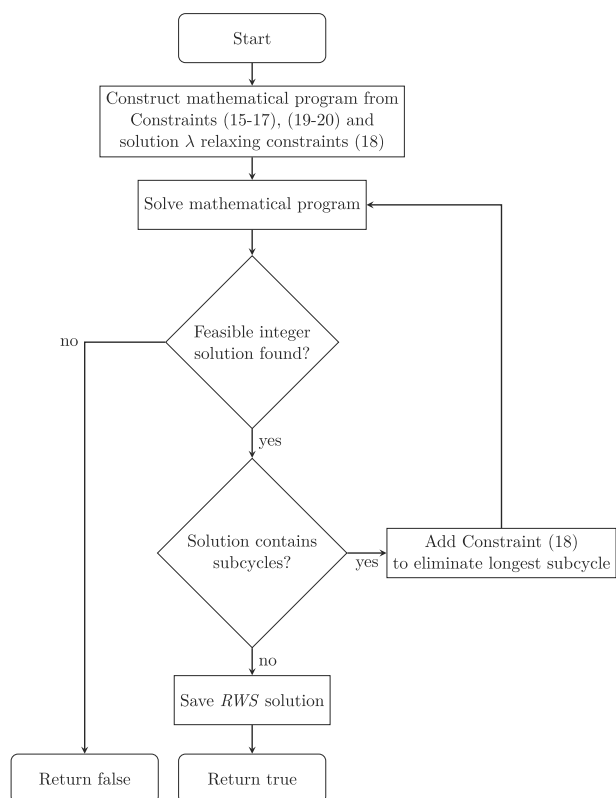 Start
Construct mathematical program from
Constraints (15-17), (19-20) and
solution λ relaxing constraints (18)
Solve mathematical program
Feasible integer
solution found?
no
yes
Solution contains
subcycles?
yes
Add Constraint (18)
to eliminate longest subcycle
no
Save RWS solution
Return false
Return true